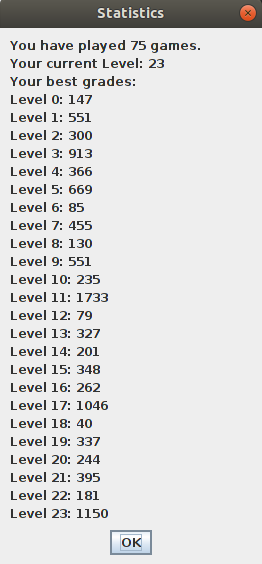 Statistics
You have played 75 games.
Your current Level: 23
Your best grades:
Level 0: 147
Level 1: 551
Level 2: 300
Level 3: 913
Level 4: 366
Level 5: 669
Level 6: 85
Level 7: 455
Level 8: 130
Level 9: 551
Level 10: 235
Level 11: 1733
Level 12: 79
Level 13: 327
Level 14: 201
Level 15: 348
Level 16: 262
Level 17: 1046
Level 18: 40
Level 19: 337
Level 20: 244
Level 21: 395
Level 22: 181
Level 23: 1150
OK